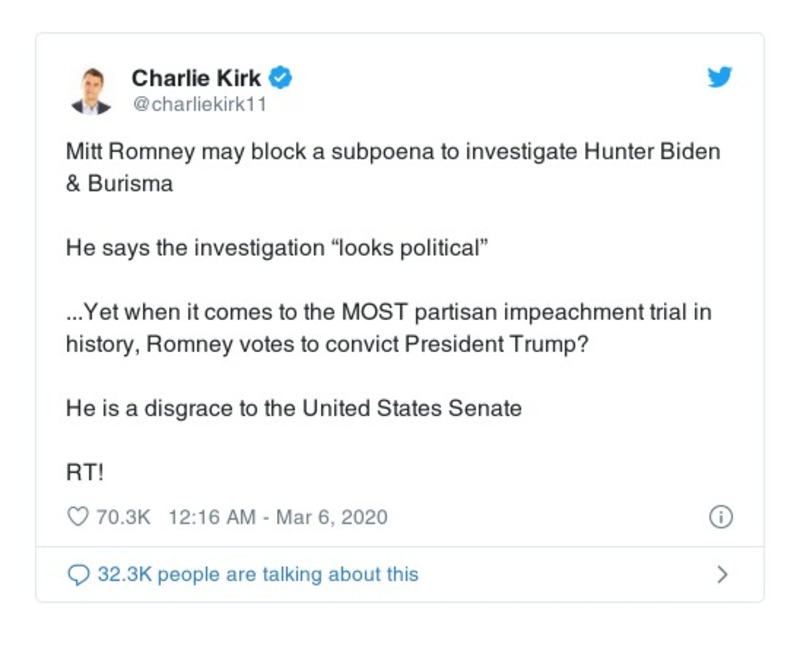 Charlie Kirk
@charliekirk11
Mitt Romney may block a subpoena to investigate Hunter Biden
& Burisma
He says the investigation “looks political”
...Yet when it comes to the MOST partisan impeachment trial in
history, Romney votes to convict President Trump?
He is a disgrace to the United States Senate
RT!
70.3K 12:16 AM - Mar 6, 2020
32.3K people are talking about this